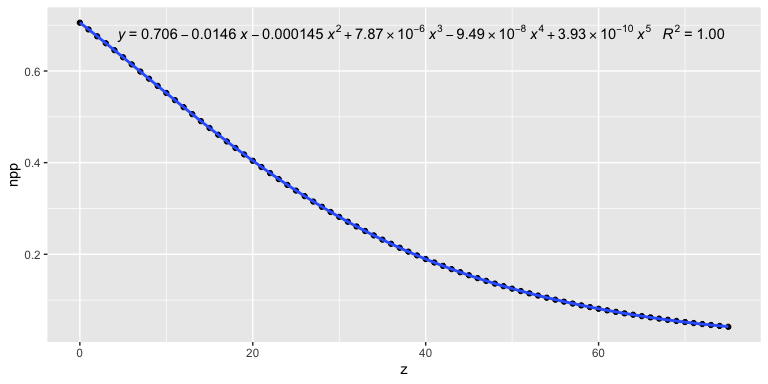 y = 0.706 − 0.0146 x − 0.000145 x² + 7.87 × 10⁻⁶ x³ − 9.49 × 10⁻⁸ x⁴ + 3.93 × 10⁻¹⁰ x⁵ R² = 1.00
0.6
0.4
0.2
npp
0 20 40 60
z